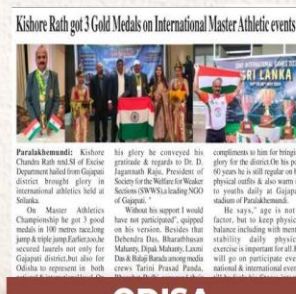 Kishore Rath got 3 Gold Medals on International Master Athletic events
SRI LANKA
Paralakhemundi: Kishore
Chandra Rath retd.SI of Excise
Department hailed from Gajapati
district brought glory in
international athletics held at
Srilanka.
On Master Athletics
Championship he got 3 gold
medals in 100 metres race,long
jump & triple jump.Earlier,too,he
secured laurels not only for
Gajapati district,but also for
Odisha to represent in both
his glory he conveyed his
gratitude & regards to Dr. D.
Jagannath Raju, President of
Society for the Welfare for Weaker
Sections (SWWS),a leading NGO
of Gajapati. "
Without his support I would
have not participated", quipped
on his version. Besides that
Debendra Das, Bharatbhusan
Mahanty, Dipak Mahanty, Laxmi
Das & Balaji Barada among media
crews Tarini Prasad Panda,
compliments to him for bringing
glory for the district.On his
60 years he is still regular on
physical outfits & also warm
to youths daily at Gajapati
stadium of Paralakhemundi.
He says," age is not
factor, but to keep physical
balance including with mental
stability daily physical
exercise is important for all.
will go on participate
national & international
ODISA